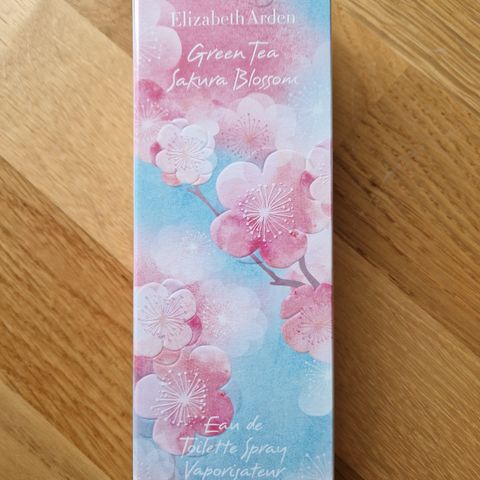 Elizabeth Arden
Green Tea
Sakura Blossom
Eau de
Toilette Spray
Vaporisateur